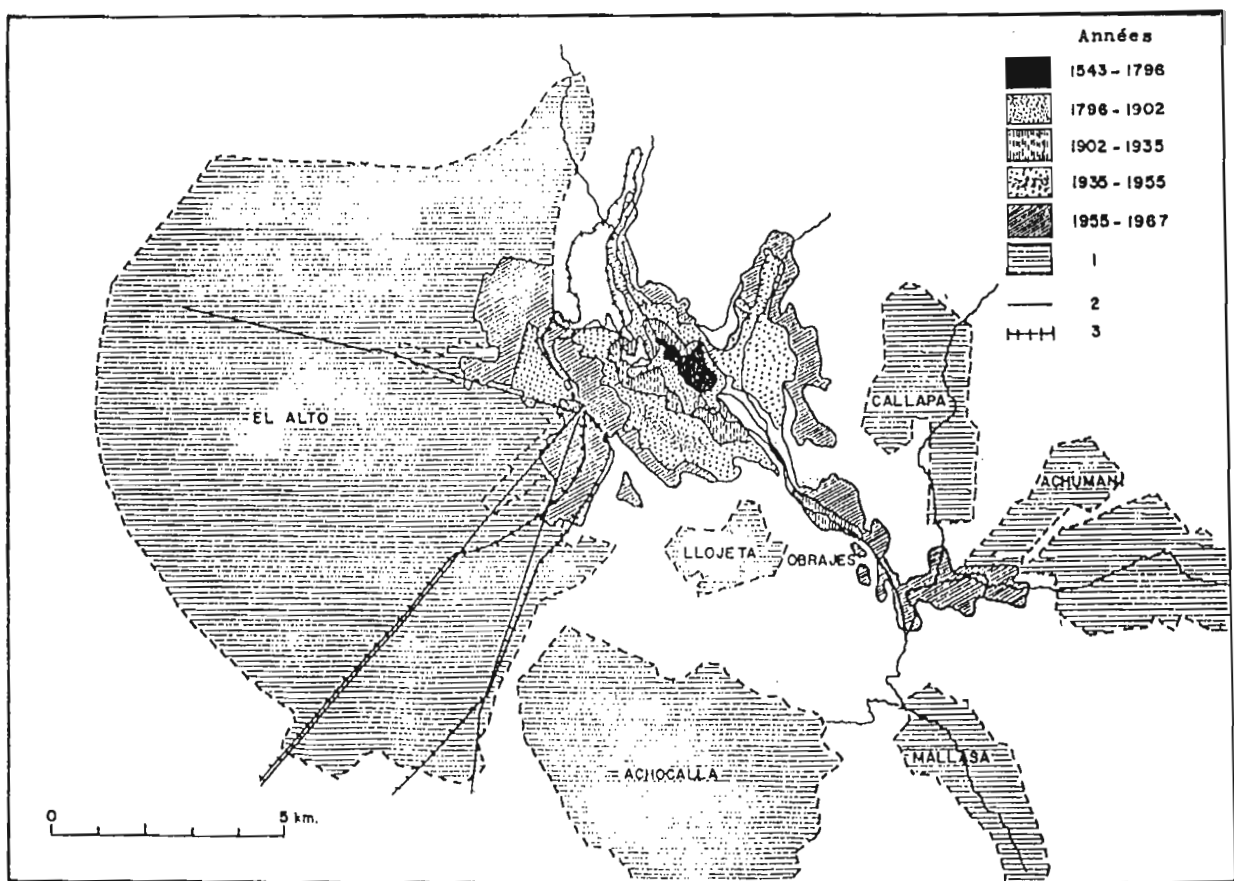 Années
1543 - 1796
1796 - 1902
1902 - 1935
1935 - 1955
1955 - 1967
1
2
3
CALLAPA
EL ALTO
ACHUMANI
LLOJETA
OBRAJES
MALLASA
ACHOCALLA
0 5 km.